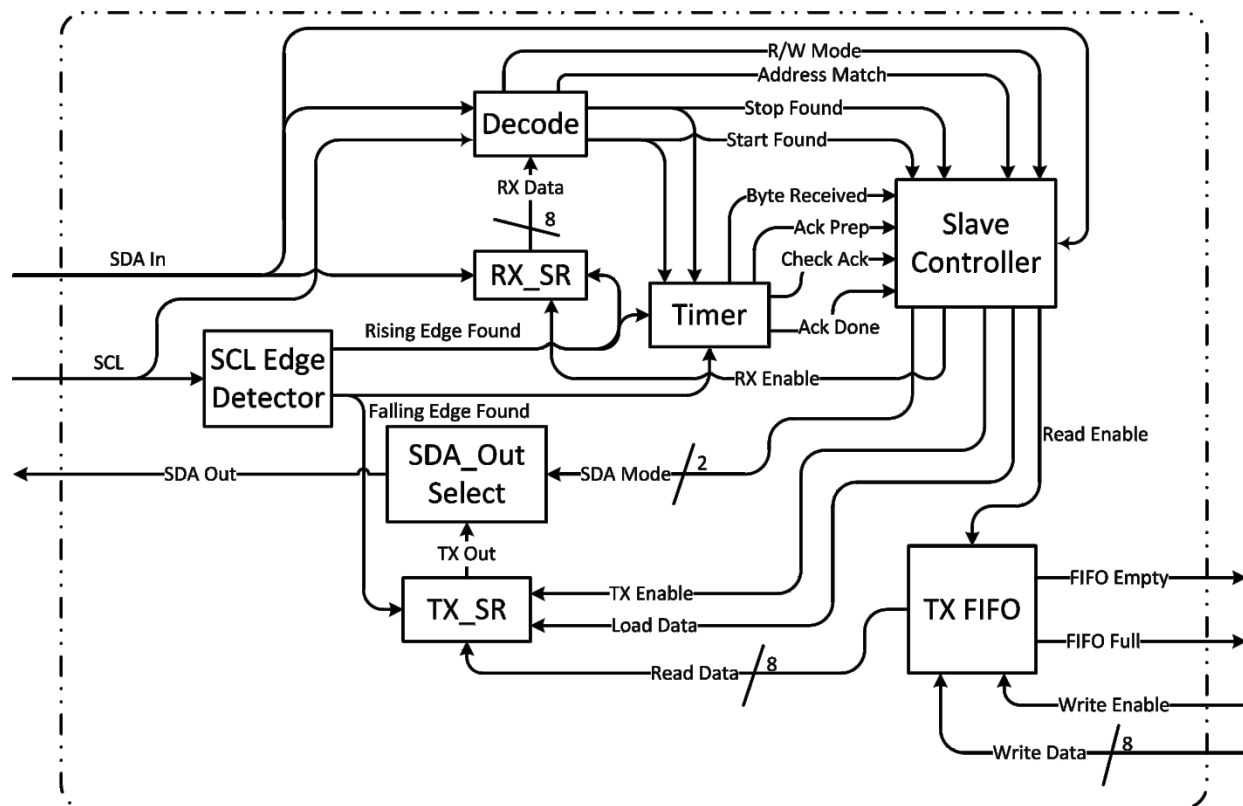 R/W Mode
Address Match
Decode
Stop Found
Start Found
RX Data
8
Byte Received
Slave
Controller
Ack Prep
SDA In
RX_SR
Check Ack
Timer
Ack Done
Rising Edge Found
SCL
SCL Edge
Detector
RX Enable
Falling Edge Found
Read Enable
SDA_Out
Select
SDA Out
SDA Mode
2
TX Out
TX_SR
TX Enable
TX FIFO
FIFO Empty
Load Data
FIFO Full
Read Data
8
Write Enable
Write Data
8